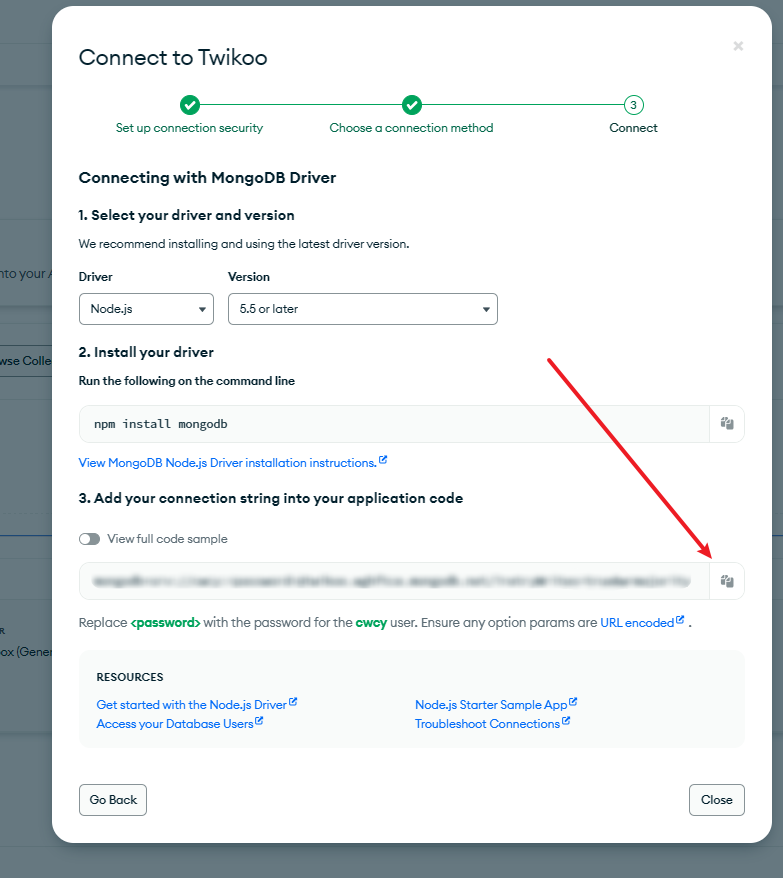 Connect to Twikoo
×
3
Set up connection security
Choose a connection method
Connect
Connecting with MongoDB Driver
1. Select your driver and version
We recommend installing and using the latest driver version.
Driver
Version
Node.js
5.5 or later
2. Install your driver
Run the following on the command line
npm install mongodb
View MongoDB Node.js Driver installation instructions.
3. Add your connection string into your application code
View full code sample
Replace <password> with the password for the cwcy user. Ensure any option params are URL encoded .
RESOURCES
Get started with the Node.js Driver
Node.js Starter Sample App
Access your Database Users
Troubleshoot Connections
Go Back
Close
nto your
wse Colle
R
ox (Gener